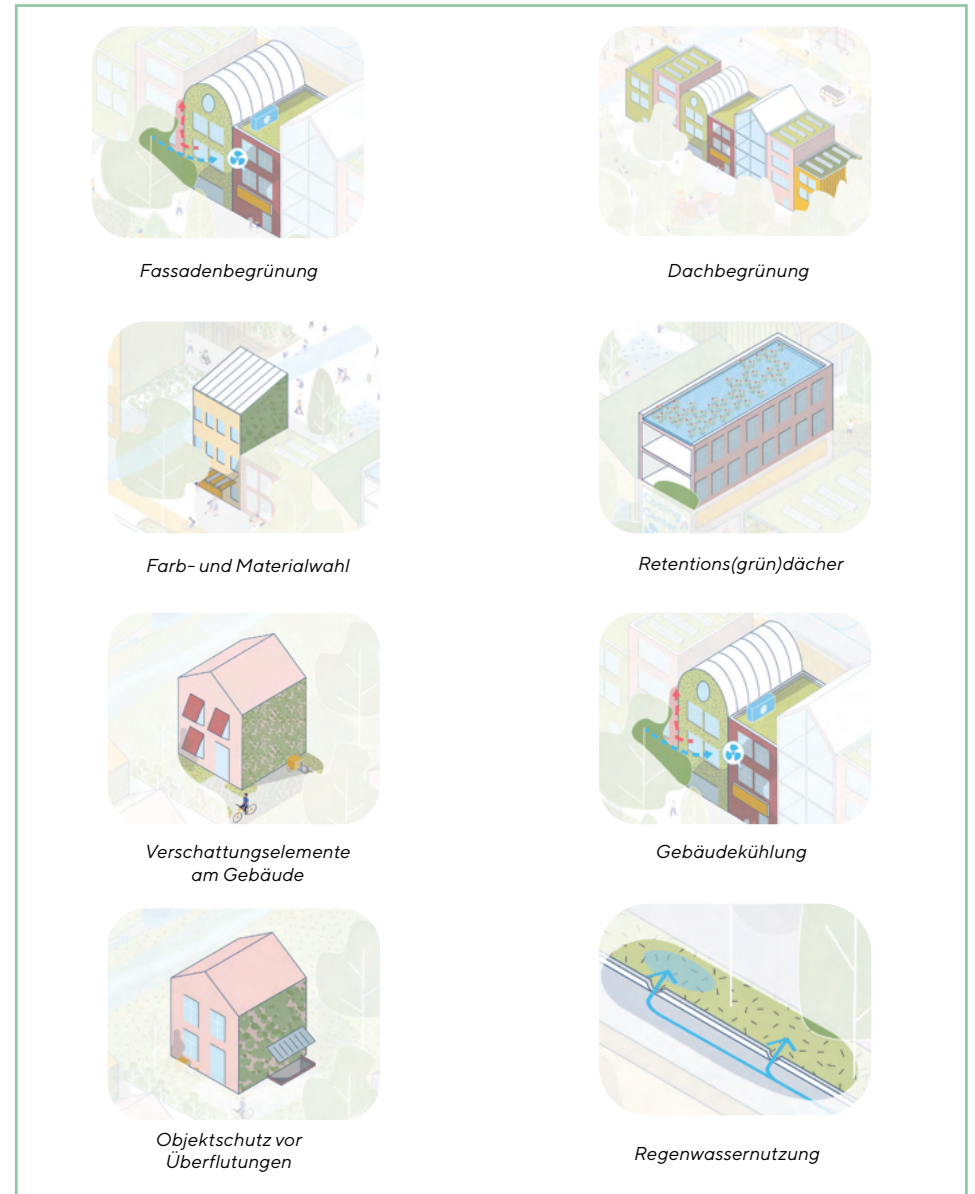 Fassadenbegrünung
Dachbegrünung
Farb- und Materialwahl
Retentions(grün)dächer
Verschattungselemente
am Gebäude
Gebäudekühlung
Objektschutz vor
Überflutungen
Regenwassernutzung